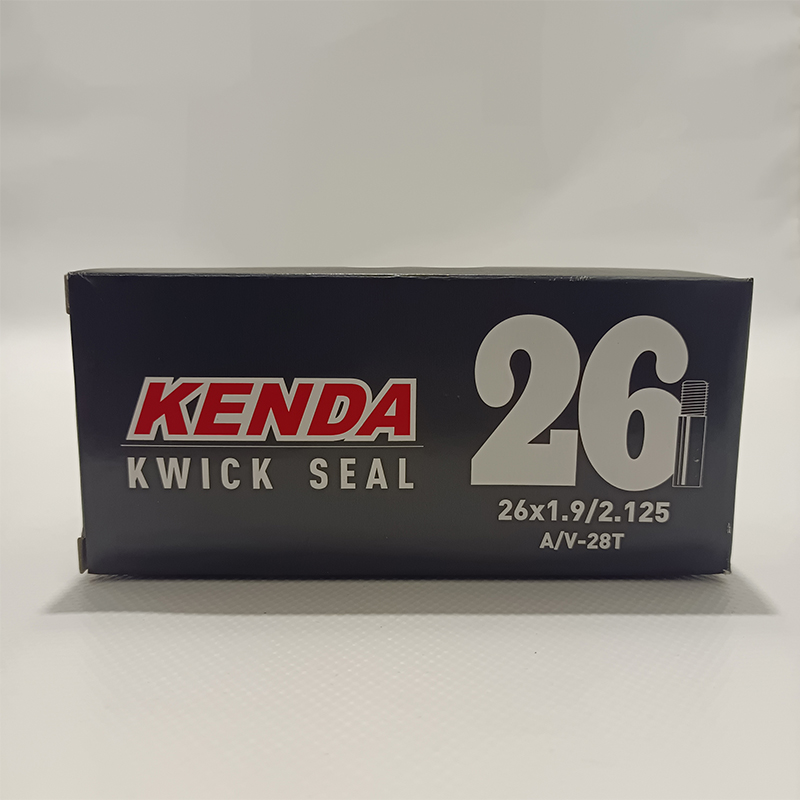 KENDA
KWICK SEAL
26
26x1.9/2.125
A/V-28T